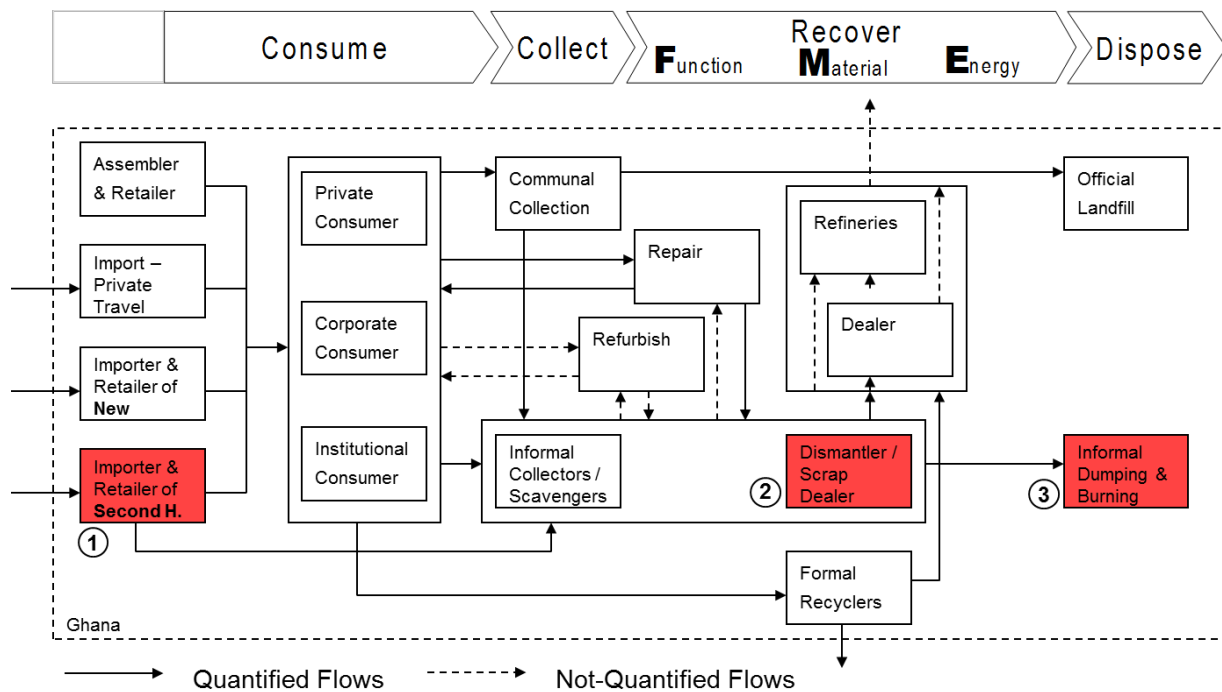 Consume
Collect
Recover
Function Material Energy
Dispose
Assembler
& Retailer
Import –
Private
Travel
Importer &
Retailer of
New
Importer &
Retailer of
Second H.
1
Private
Consumer
Corporate
Consumer
Institutional
Consumer
Communal
Collection
Repair
Refurbish
Informal
Collectors /
Scavengers
Refineries
Dealer
Dismantler /
Scrap
Dealer
2
Formal
Recyclers
Official
Landfill
Informal
Dumping &
Burning
3
Ghana
Quantified Flows
Not-Quantified Flows